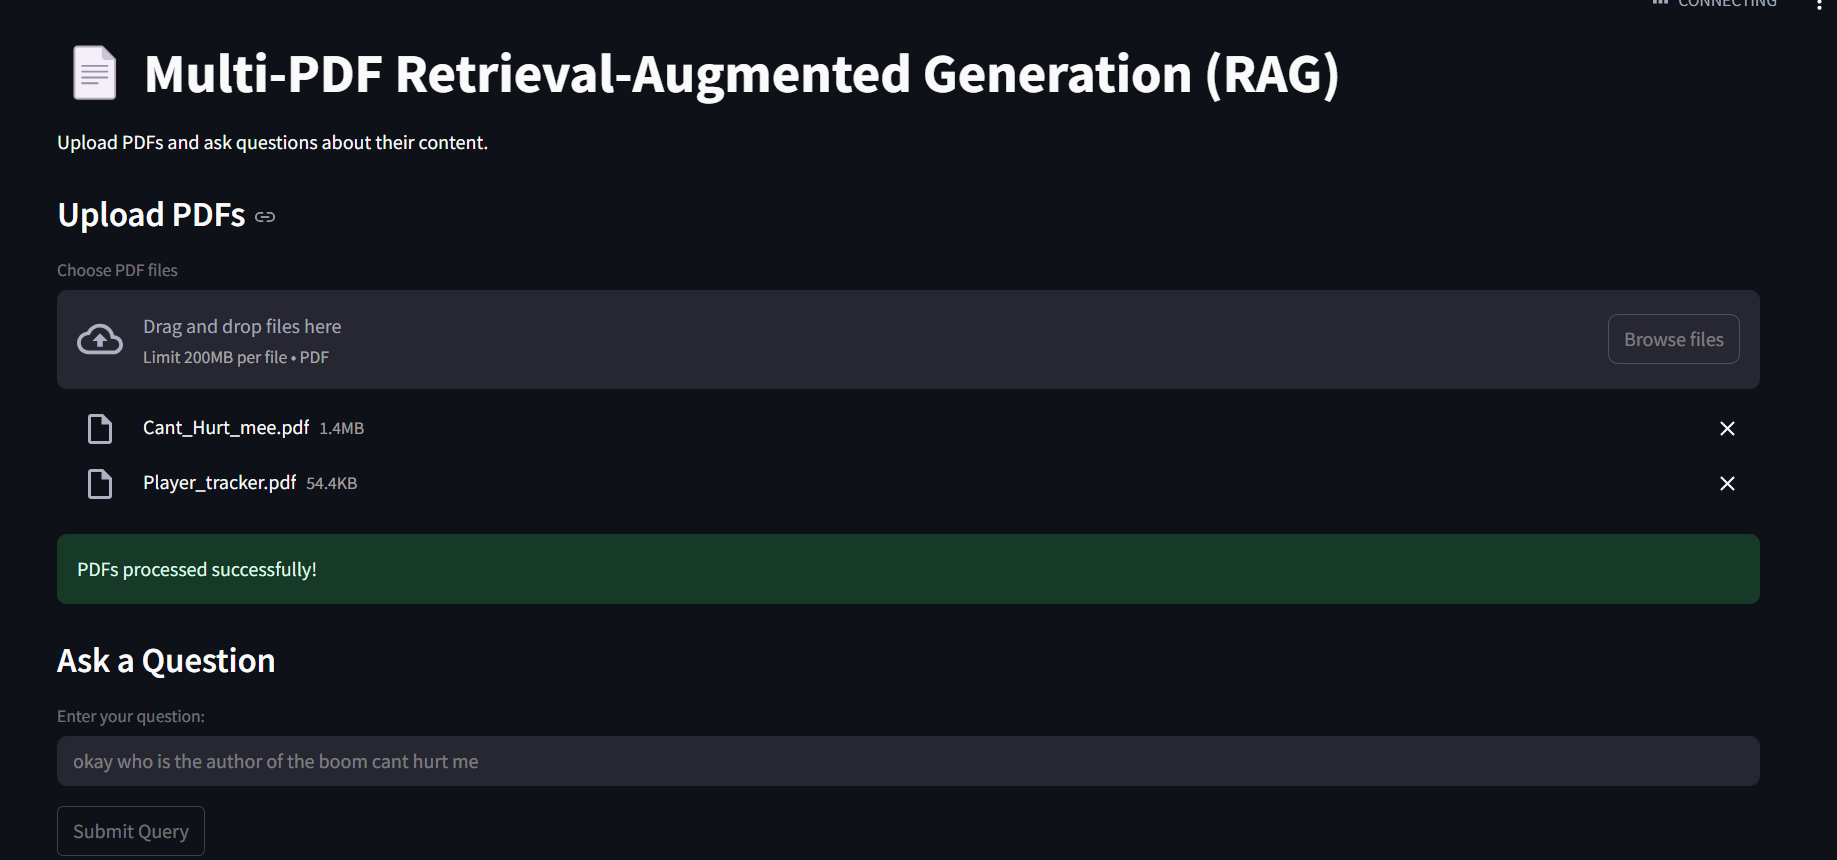 CONNECTING
Multi-PDF Retrieval-Augmented Generation (RAG)
Upload PDFs and ask questions about their content.
Upload PDFs
Choose PDF files
Drag and drop files here
Limit 200MB per file • PDF
Browse files
Cant_Hurt_mee.pdf 1.4MB
Player_tracker.pdf 54.4KB
PDFs processed successfully!
Ask a Question
Enter your question:
okay who is the author of the boom cant hurt me
Submit Query